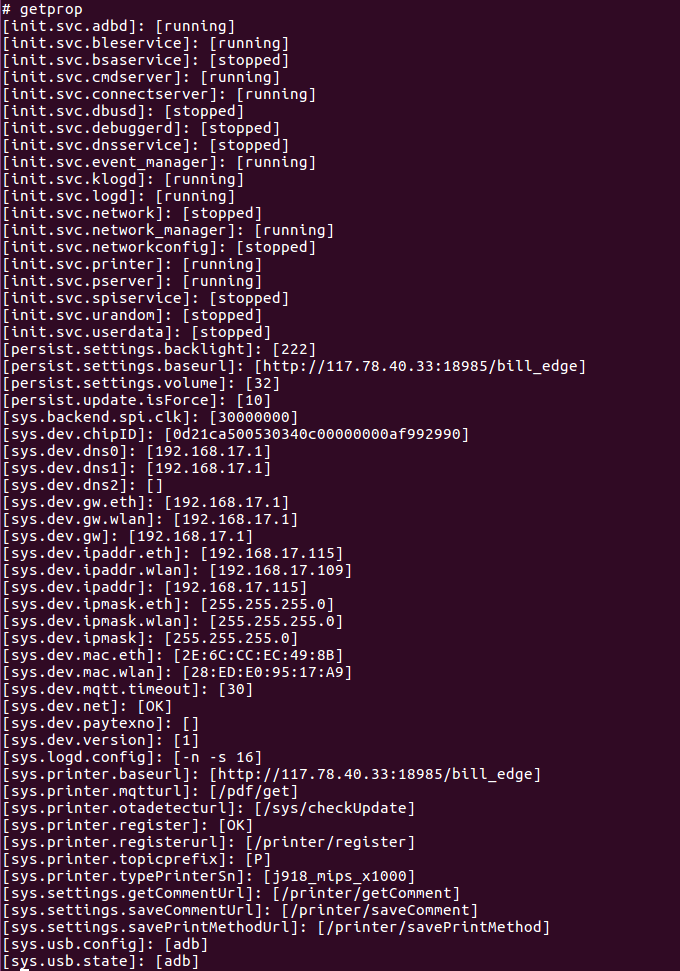 # getprop
[init.svc.adbd]: [running]
[init.svc.bleservice]: [running]
[init.svc.bsaservice]: [stopped]
[init.svc.cmdserver]: [running]
[init.svc.connectserver]: [running]
[init.svc.dbusd]: [stopped]
[init.svc.debuggerd]: [stopped]
[init.svc.dnsservice]: [stopped]
[init.svc.event_manager]: [running]
[init.svc.klogd]: [running]
[init.svc.logd]: [running]
[init.svc.network]: [stopped]
[init.svc.network_manager]: [running]
[init.svc.networkconfig]: [stopped]
[init.svc.printer]: [running]
[init.svc.pserver]: [running]
[init.svc.spiservice]: [stopped]
[init.svc.urandom]: [stopped]
[init.svc.userdata]: [stopped]
[persist.settings.backlight]: [222]
[persist.settings.baseurl]: [http://117.78.40.33:18985/bill_edge]
[persist.settings.volume]: [32]
[persist.update.isForce]: [10]
[sys.backend.spi.clk]: [30000000]
[sys.dev.chipID]: [0d21ca500530340c00000000af992990]
[sys.dev.dns0]: [192.168.17.1]
[sys.dev.dns1]: [192.168.17.1]
[sys.dev.dns2]: []
[sys.dev.gw.eth]: [192.168.17.1]
[sys.dev.gw.wlan]: [192.168.17.1]
[sys.dev.gw]: [192.168.17.1]
[sys.dev.ipaddr.eth]: [192.168.17.115]
[sys.dev.ipaddr.wlan]: [192.168.17.109]
[sys.dev.ipaddr]: [192.168.17.115]
[sys.dev.ipmask.eth]: [255.255.255.0]
[sys.dev.ipmask.wlan]: [255.255.255.0]
[sys.dev.ipmask]: [255.255.255.0]
[sys.dev.mac.eth]: [2E:6C:CC:EC:49:8B]
[sys.dev.mac.wlan]: [28:ED:E0:95:17:A9]
[sys.dev.mqtt.timeout]: [30]
[sys.dev.net]: [OK]
[sys.dev.paytexno]: []
[sys.dev.version]: [1]
[sys.logd.config]: [-n -s 16]
[sys.printer.baseurl]: [http://117.78.40.33:18985/bill_edge]
[sys.printer.mqtturl]: [/pdf/get]
[sys.printer.otadetecturl]: [/sys/checkUpdate]
[sys.printer.register]: [OK]
[sys.printer.registerurl]: [/printer/register]
[sys.printer.topicprefix]: [P]
[sys.printer.typePrinterSn]: [j918_mips_x1000]
[sys.settings.getCommentUrl]: [/printer/getComment]
[sys.settings.saveCommentUrl]: [/printer/saveComment]
[sys.settings.savePrintMethodUrl]: [/printer/savePrintMethod]
[sys.usb.config]: [adb]
[sys.usb.state]: [adb]